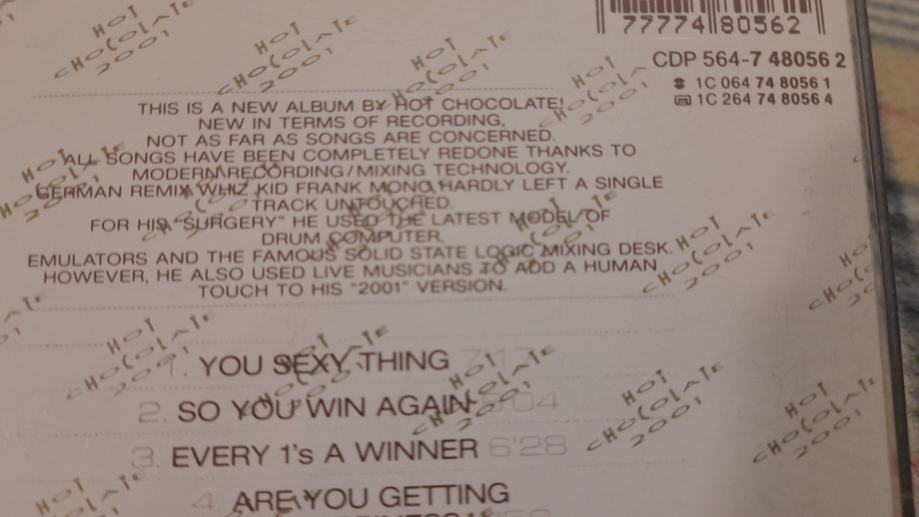 77774 80562
CDP 564-7 48056 2
1C 064 74 8056 1
1C 264 74 8056 4
THIS IS A NEW ALBUM BY HOT CHOCOLATE!
NEW IN TERMS OF RECORDING,
NOT AS FAR AS SONGS ARE CONCERNED.
ALL SONGS HAVE BEEN COMPLETELY REDONE THANKS TO
MODERN RECORDING/MIXING TECHNOLOGY.
GERMAN REMIX WHIZ KID FRANK MONO HARDLY LEFT A SINGLE
TRACK UNTOUCHED.
FOR HIS "SURGERY" HE USED THE LATEST MODEL OF
DRUM COMPUTER,
EMULATORS AND THE FAMOUS SOLID STATE LOGIC MIXING DESK.
HOWEVER, HE ALSO USED LIVE MUSICIANS TO ADD A HUMAN
TOUCH TO HIS "2001" VERSION.
1. YOU SEXY THING
2. SO YOU WIN AGAIN
3. EVERY 1's A WINNER 6'28
4. ARE YOU GETTING
HOT
CHOCOLATE
2001